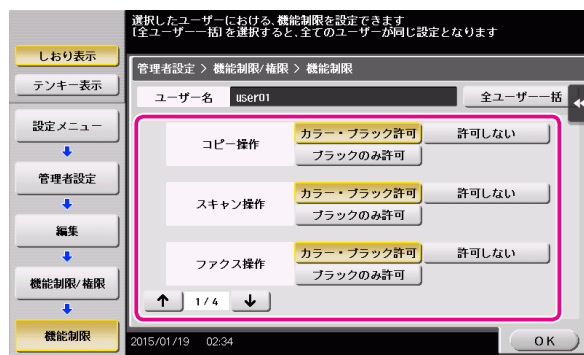 選択したユーザーにおける、機能制限を設定できます
[全ユーザー一括]を選択すると、全てのユーザーが同じ設定となります
しおり表示
テンキー表示
設定メニュー
管理者設定
編集
機能制限/権限
機能制限
管理者設定 > 機能制限/権限 > 機能制限
ユーザー名 user01 全ユーザー一括
コピー操作 カラー・ブラック許可 許可しない
ブラックのみ許可
スキャン操作 カラー・ブラック許可 許可しない
ブラックのみ許可
ファクス操作 カラー・ブラック許可 許可しない
ブラックのみ許可
↑ 1/4 ↓
2015/01/19 02:34 OK